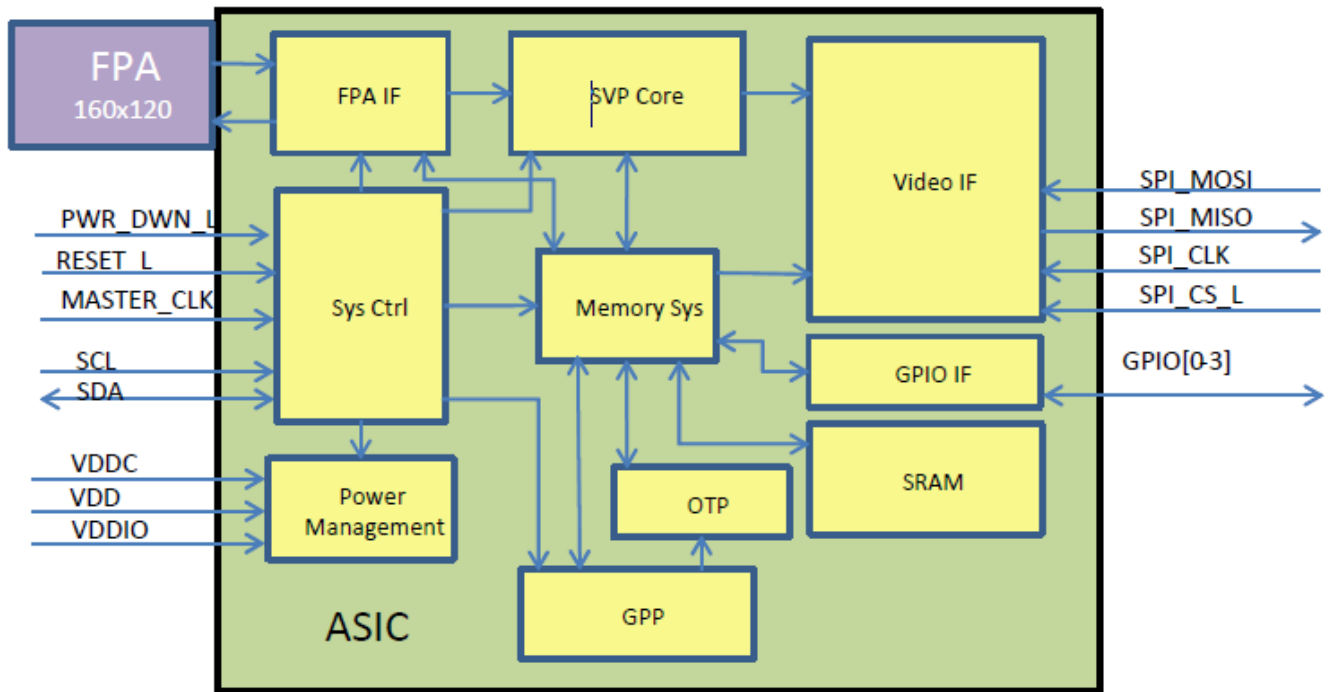 FPA
160x120
FPA IF
SVP Core
Video IF
SPI_MOSI
SPI_MISO
SPI_CLK
SPI_CS_L
PWR_DWN_L
RESET_L
MASTER_CLK
SCL
SDA
Sys Ctrl
Memory Sys
GPIO IF
GPIO[0-3]
VDDC
VDD
VDDIO
Power
Management
OTP
SRAM
GPP
ASIC